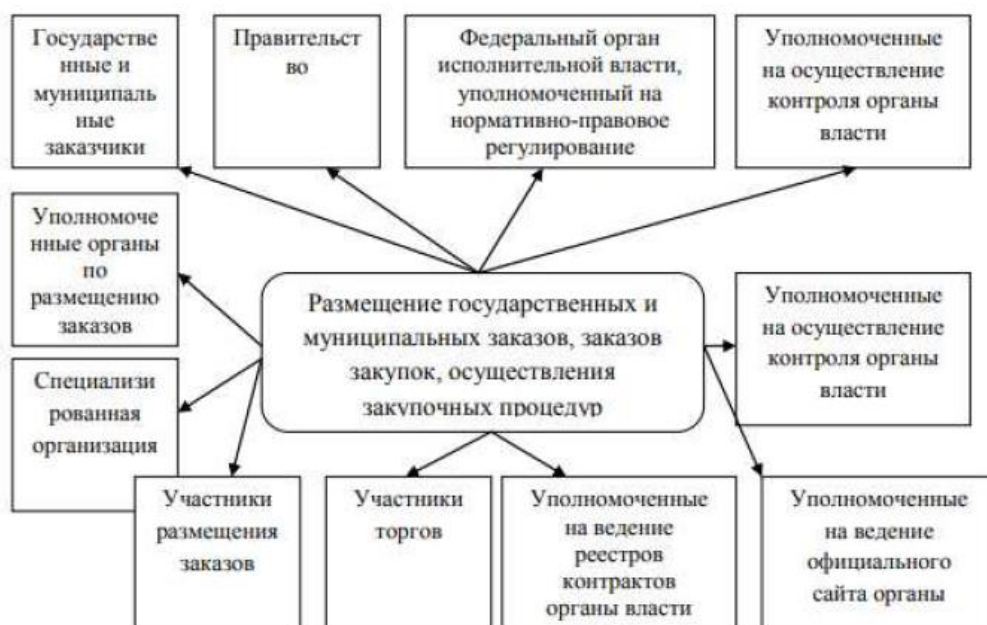 Государстве
нные и
муниципаль
ные
заказчики
Правительст
во
Федеральный орган
исполнительной власти,
уполномоченный на
нормативно-правовое
регулирование
Уполномоченные
на осуществление
контроля органы
власти
Уполномоче
нные органы
по
размещению
заказов
Размещение государственных и
муниципальных заказов, заказов
закупок, осуществления
закупочных процедур
Уполномоченные
на осуществление
контроля органы
власти
Специализи
рованная
организация
Участники
размещения
заказов
Участники
торгов
Уполномоченные
на ведение
реестров
контрактов
органы власти
Уполномоченные
на ведение
официального
сайта органы